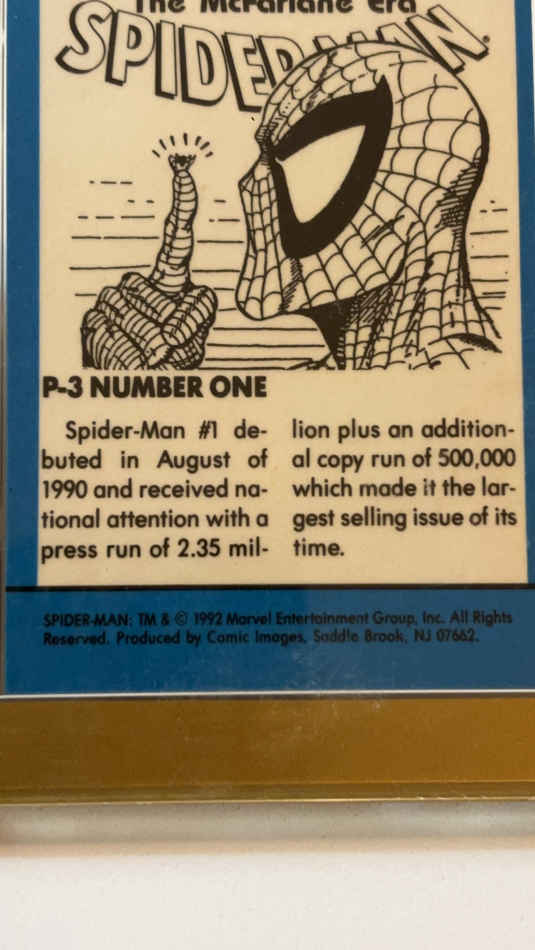 The McFarlane Era
SPIDER-MAN
P-3 NUMBER ONE
Spider-Man #1 de-
buted in August of
1990 and received na-
tional attention with a
press run of 2.35 mil-
lion plus an addition-
al copy run of 500,000
which made it the lar-
gest selling issue of its
time.
SPIDER-MAN: TM & © 1992 Marvel Entertainment Group, Inc. All Rights
Reserved. Produced by Comic Images, Saddle Brook, NJ 07662.